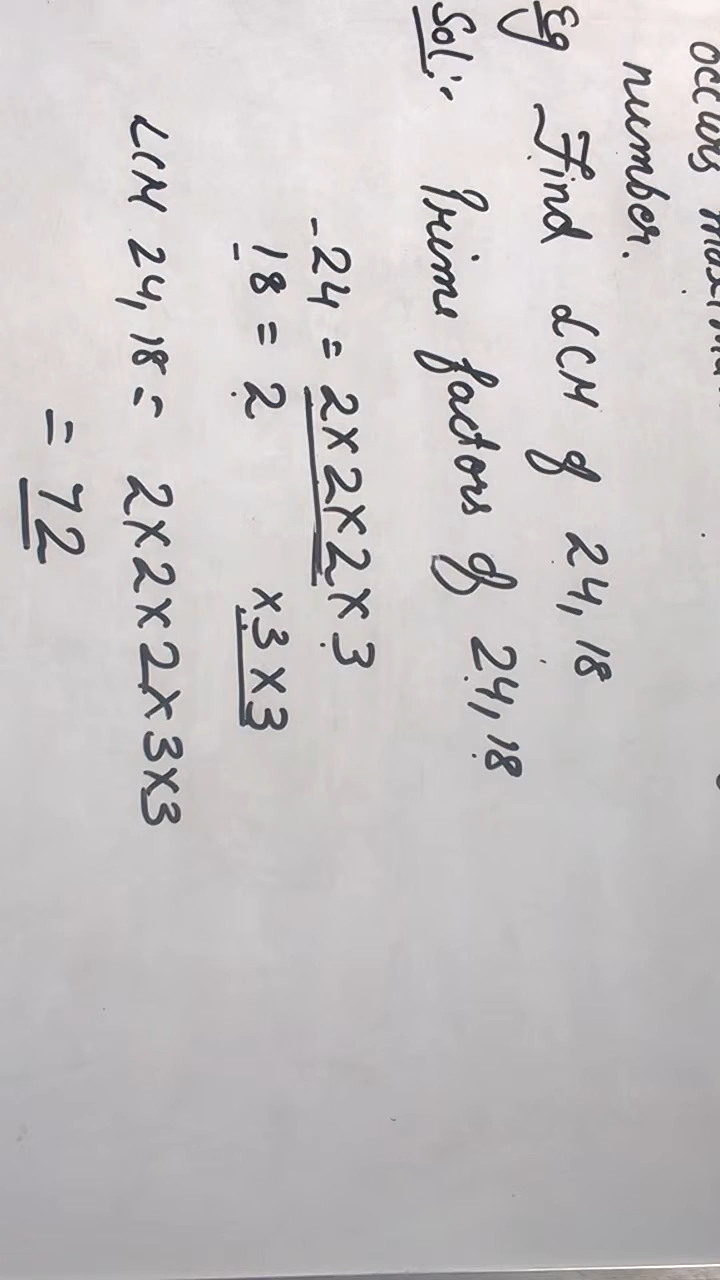 occurs
number.
Eg Find LCM of 24, 18
Sol:- Prime factors of 24, 18
24 = 2 x 2 x 2 x 3
18 = 2 x 3 x 3
LCM 24, 18 = 2 x 2 x 2 x 3 x 3
= 72